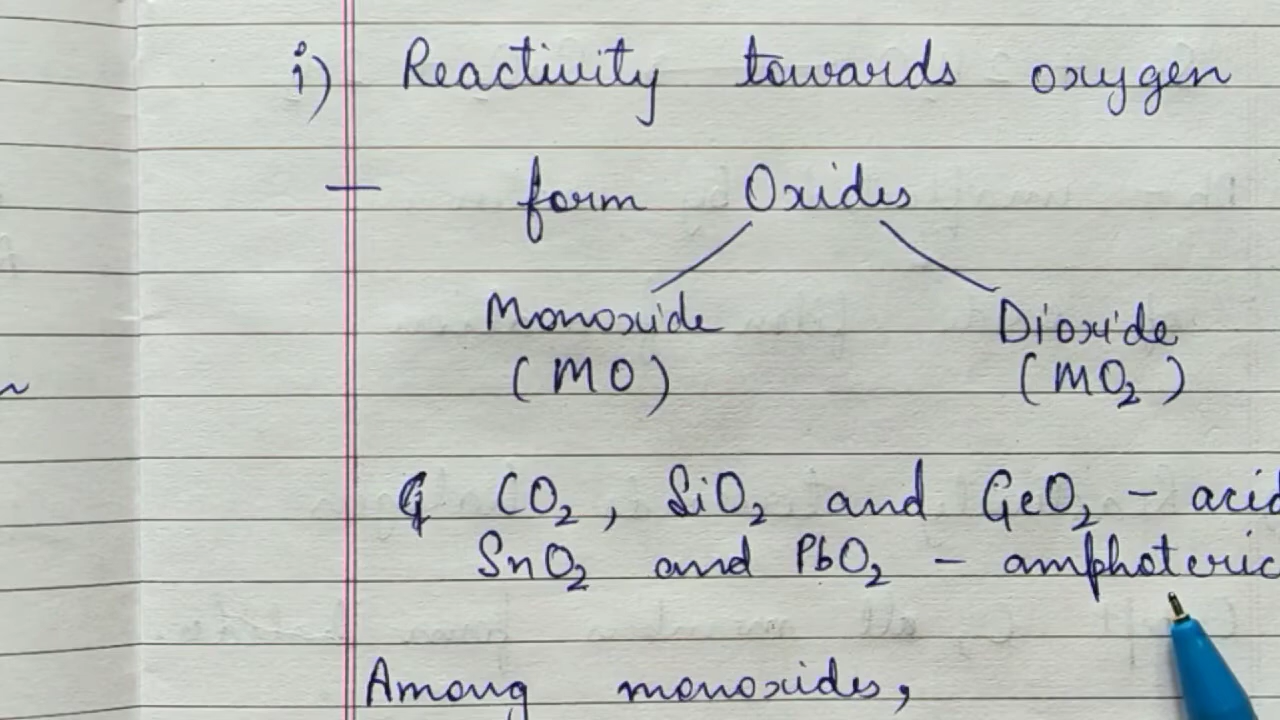 i) Reactivity towards oxygen
— form Oxides
Monoxide Dioxide
(MO) (MO₂)
CO₂, SiO₂ and GeO₂ – acid
SnO₂ and PbO₂ – amphoteric
Among monoxides,